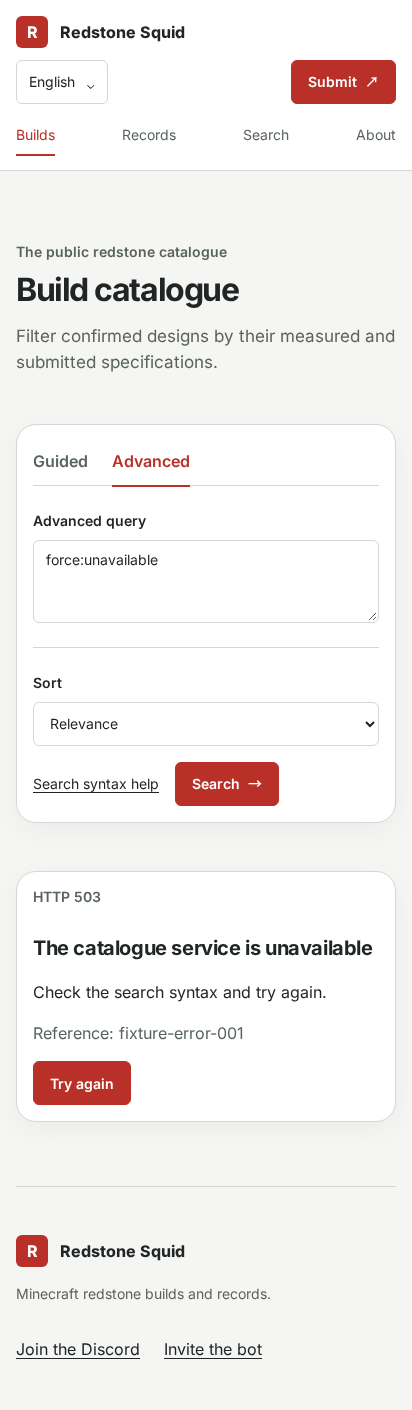 R Redstone Squid
English
Submit ↗
Builds Records Search About
The public redstone catalogue
Build catalogue
Filter confirmed designs by their measured and
submitted specifications.
Guided Advanced
Advanced query
force:unavailable
Sort
Relevance
Search syntax help Search →
HTTP 503
The catalogue service is unavailable
Check the search syntax and try again.
Reference: fixture-error-001
Try again
R Redstone Squid
Minecraft redstone builds and records.
Join the Discord Invite the bot